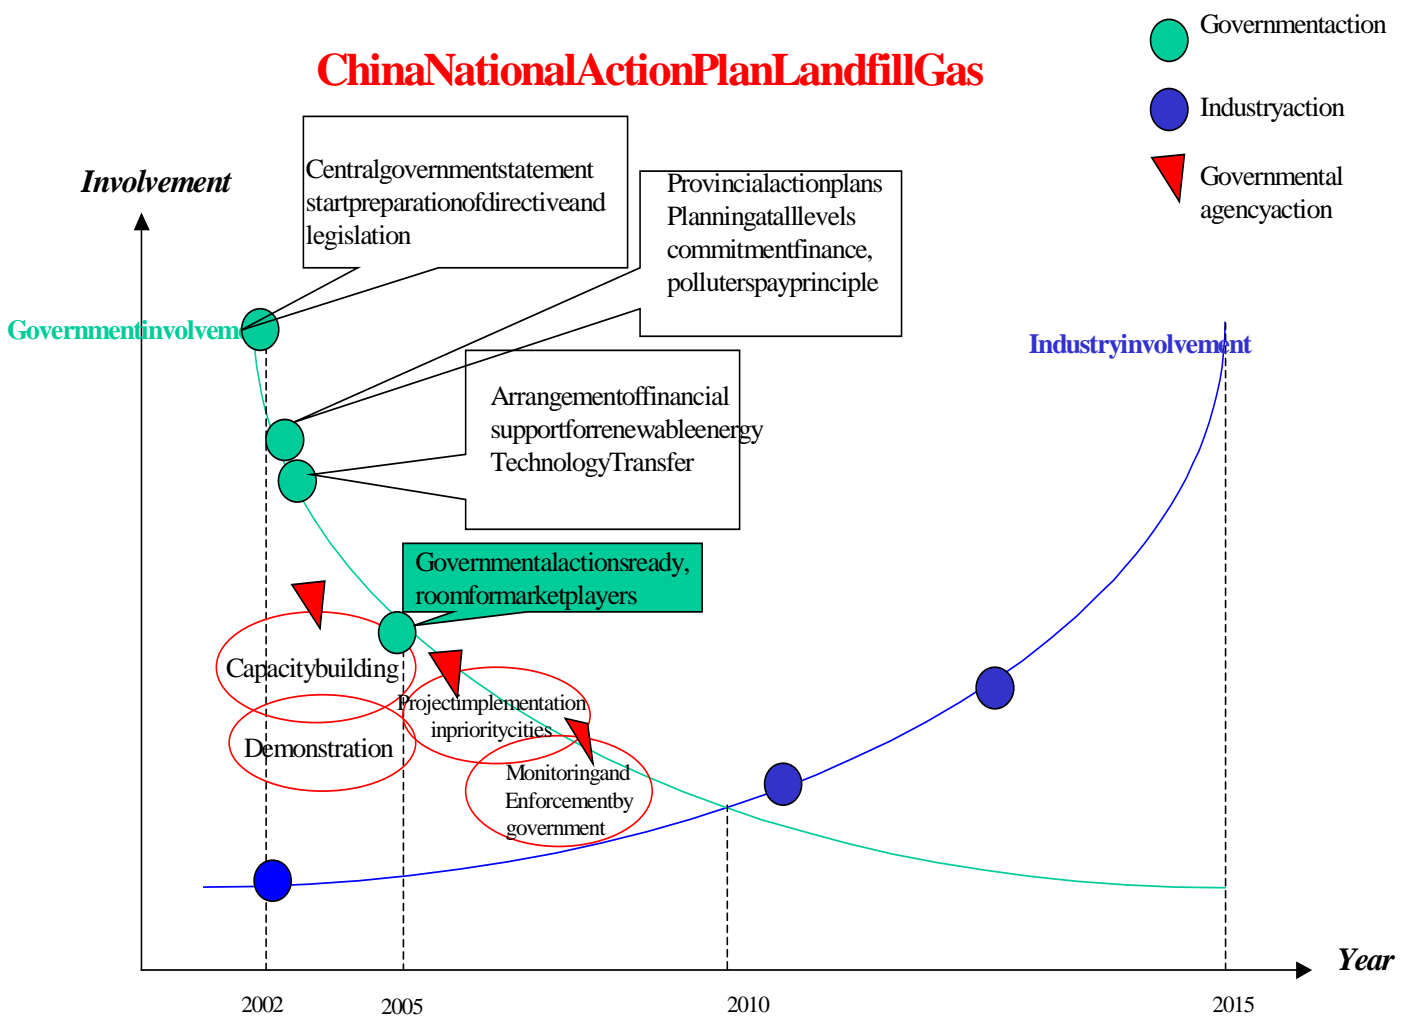 Governmentaction
ChinaNationalActionPlanLandfillGas
Industryaction
Governmental
agencyaction
Involvement
Centralgovernmentstatement
startpreparationofdirectiveand
legislation
Provincialactionplans
Planningatalllevels
commitmentfinance,
polluterspayprinciple
Governmentinvolvem
Industryinvolvement
Arrangementoffinancial
supportforrenewableenergy
TechnologyTransfer
Governmentalactionsready,
roomformarketplayers
Capacitybuilding
Demonstration
Projectimplementation
inprioritycities
Monitoringand
Enforcementby
government
Year
2002
2005
2010
2015